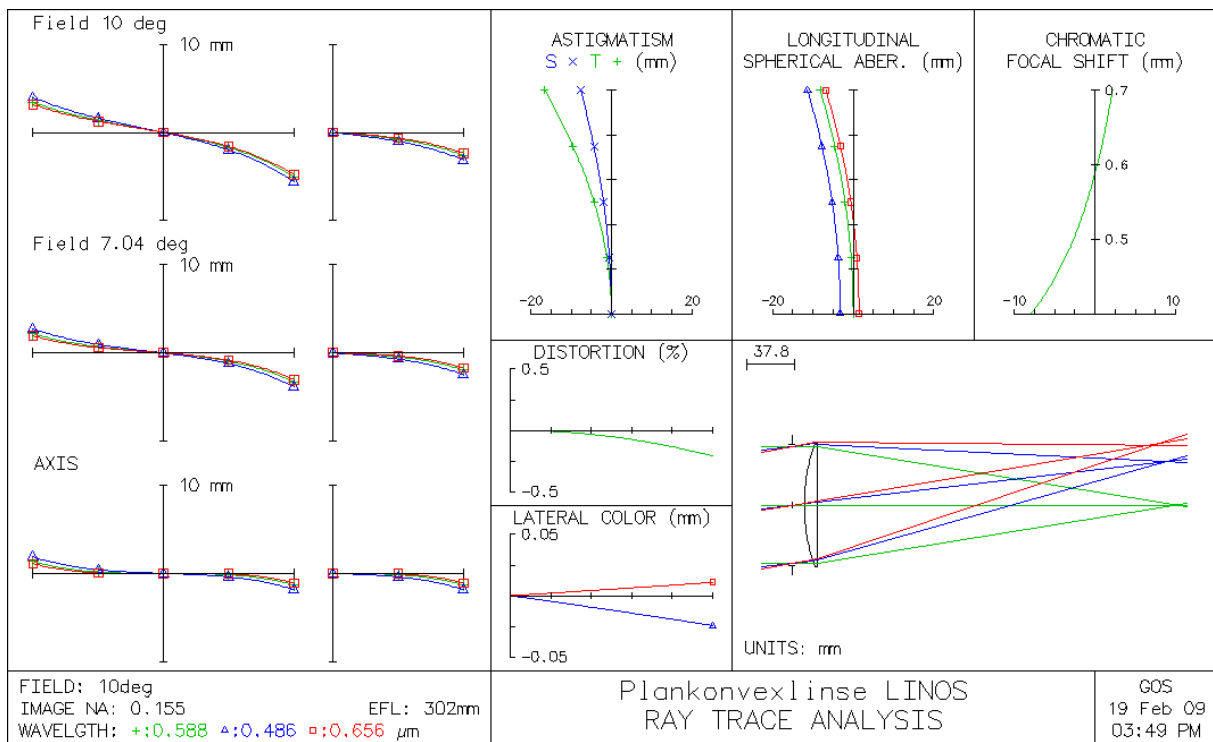 Field 10 deg
10 mm
Field 7.04 deg
10 mm
AXIS
10 mm
ASTIGMATISM
S × T + (mm)
-20
20
LONGITUDINAL
SPHERICAL ABER. (mm)
-20
20
CHROMATIC
FOCAL SHIFT (mm)
0.7
0.6
0.5
-10
10
DISTORTION (%)
0.5
-0.5
LATERAL COLOR (mm)
0.05
-0.05
37.8
UNITS: mm
FIELD: 10deg
IMAGE NA: 0.155 EFL: 302mm
WAVELGTH: +:0.588 △:0.486 □:0.656 µm
Plankonvexlinse LINOS
RAY TRACE ANALYSIS
GOS
19 Feb 09
03:49 PM